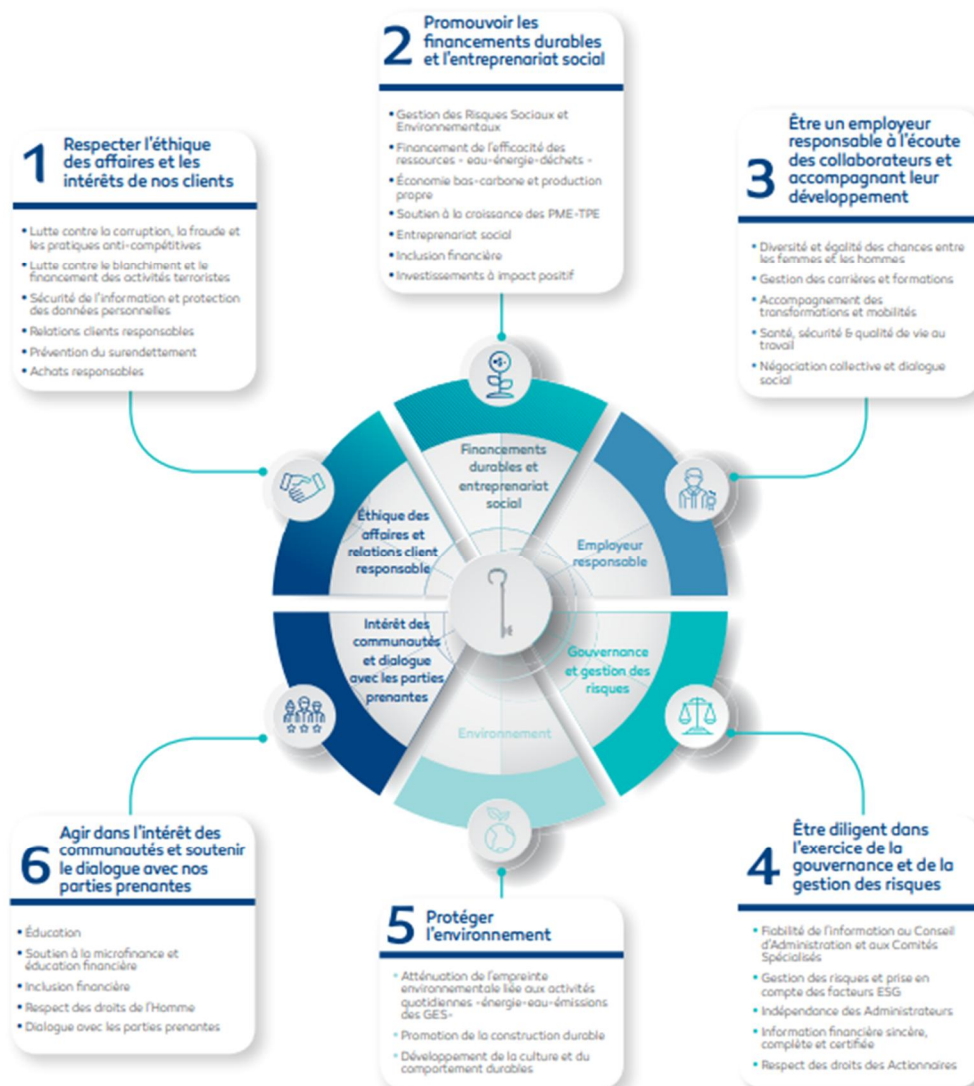 1
Respecter l'éthique
des affaires et les
intérêts de nos clients
• Lutte contre la corruption, la fraude et
les pratiques anti-compétitives
• Lutte contre le blanchiment et le
financement des activités terroristes
• Sécurité de l'information et protection
des données personnelles
• Relations clients responsables
• Prévention du surendettement
• Achats responsables
2
Promouvoir les
financements durables
et l'entreprenariat social
• Gestion des Risques Sociaux et
Environnementaux
• Financement de l'efficacité des
ressources - eau-énergie-déchets -
• Économie bas-carbone et production
propre
• Soutien à la croissance des PME-TPE
• Entreprenariat social
• Inclusion financière
• Investissements à impact positif
3
Être un employeur
responsable à l'écoute
des collaborateurs et
accompagnant leur
développement
• Diversité et égalité des chances entre
les femmes et les hommes
• Gestion des carrières et formations
• Accompagnement des
transformations et mobilités
• Santé, sécurité & qualité de vie au
travail
• Négociation collective et dialogue
social
Financements
durables et
entreprenariat
social
Éthique des
affaires et
relations client
responsable
Employeur
responsable
Intérêt des
communautés
et dialogue
avec les parties
prenantes
Gouvernance
et gestion des
risques
Environnement
6
Agir dans l'intérêt des
communautés et soutenir
le dialogue avec nos
parties prenantes
• Éducation
• Soutien à la microfinance et
éducation financière
• Inclusion financière
• Respect des droits de l'Homme
• Dialogue avec les parties prenantes
5
Protéger
l'environnement
• Atténuation de l'empreinte
environnementale liée aux activités
quotidiennes -énergie-eau-émissions
des GES-
• Promotion de la construction durable
• Développement de la culture et du
comportement durables
4
Être diligent dans
l'exercice de la
gouvernance et de la
gestion des risques
• Fiabilité de l'information au Conseil
d'Administration et aux Comités
Spécialisés
• Gestion des risques et prise en
compte des facteurs ESG
• Indépendance des Administrateurs
• Information financière sincère,
complète et certifiée
• Respect des droits des Actionnaires